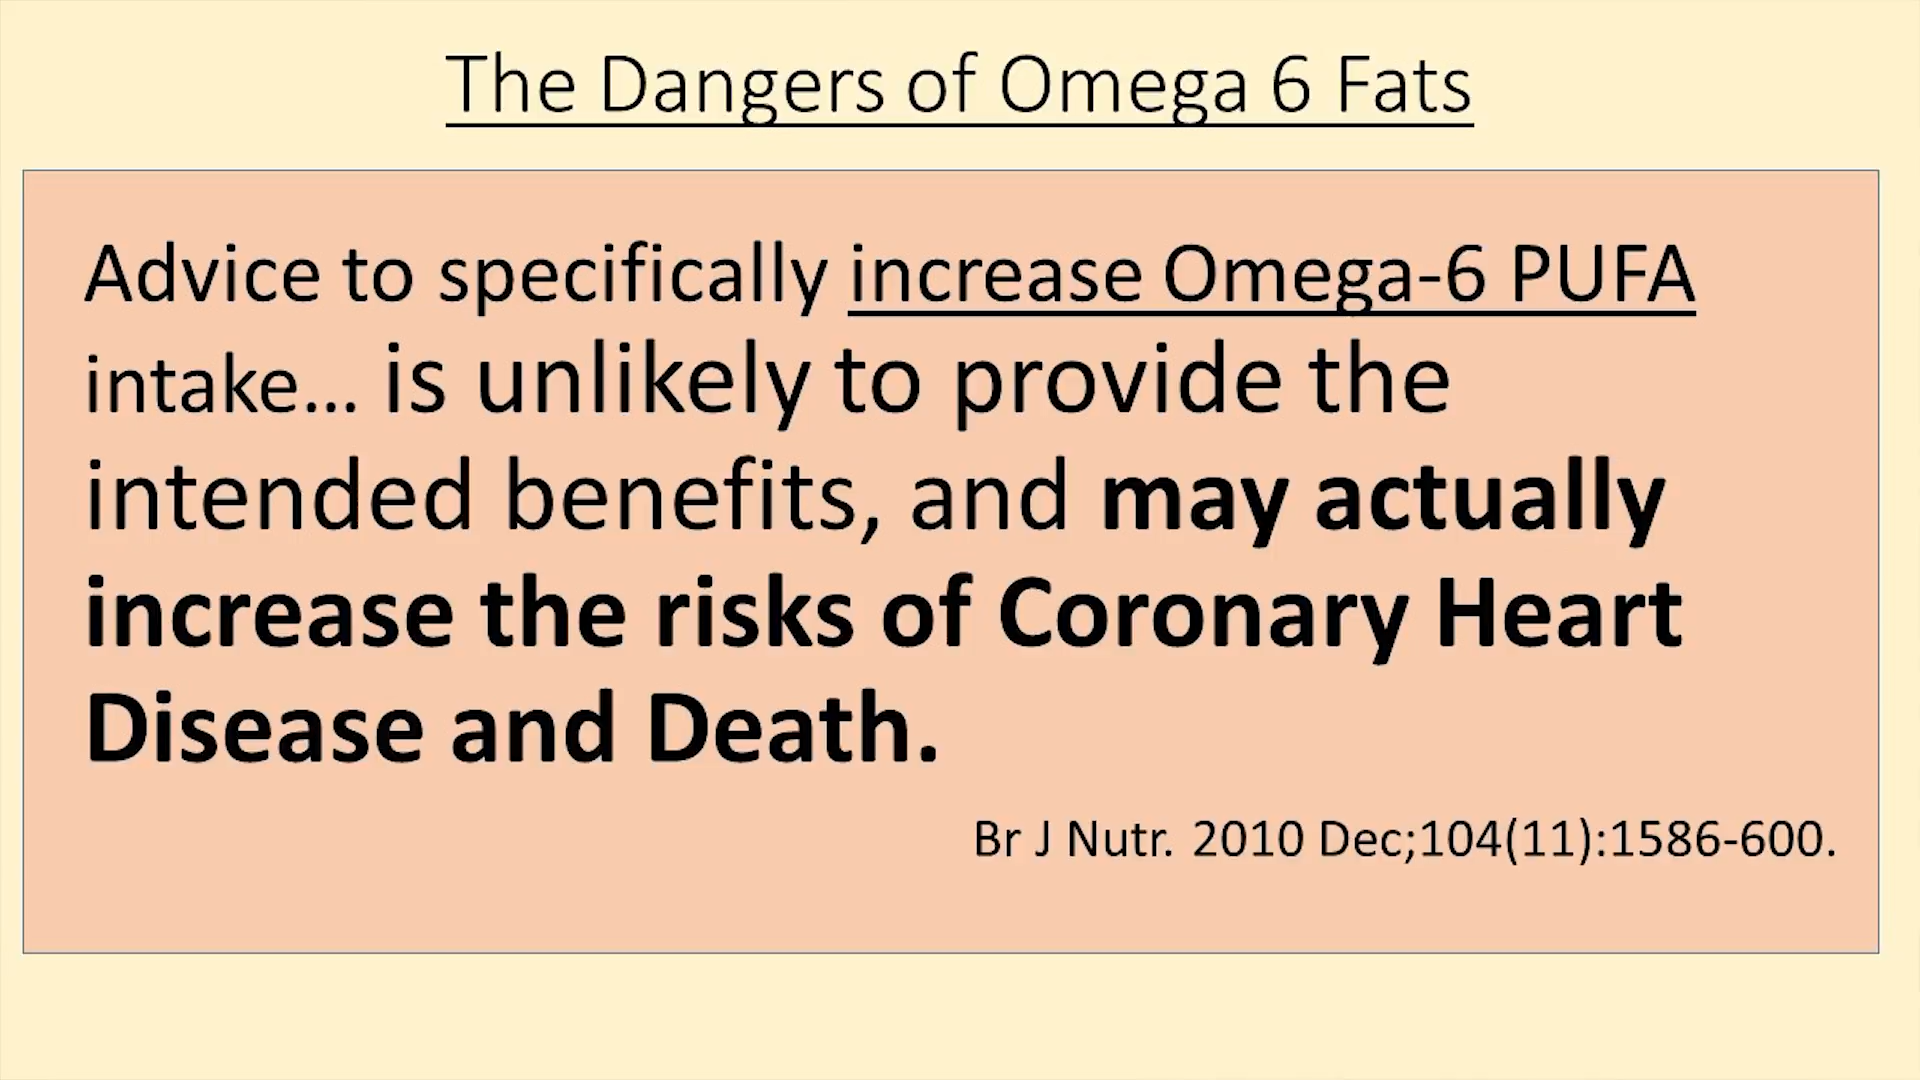 The Dangers of Omega 6 Fats
Advice to specifically increase Omega-6 PUFA
intake... is unlikely to provide the
intended benefits, and may actually
increase the risks of Coronary Heart
Disease and Death.
Br J Nutr. 2010 Dec;104(11):1586-600.